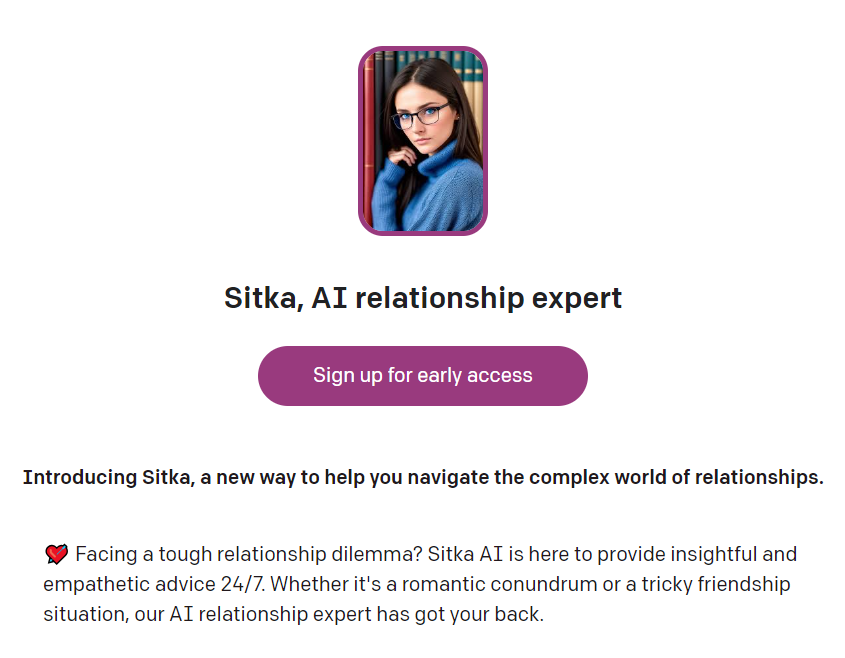 Sitka, AI relationship expert
Sign up for early access
Introducing Sitka, a new way to help you navigate the complex world of relationships.
💘 Facing a tough relationship dilemma? Sitka AI is here to provide insightful and
empathetic advice 24/7. Whether it's a romantic conundrum or a tricky friendship
situation, our AI relationship expert has got your back.